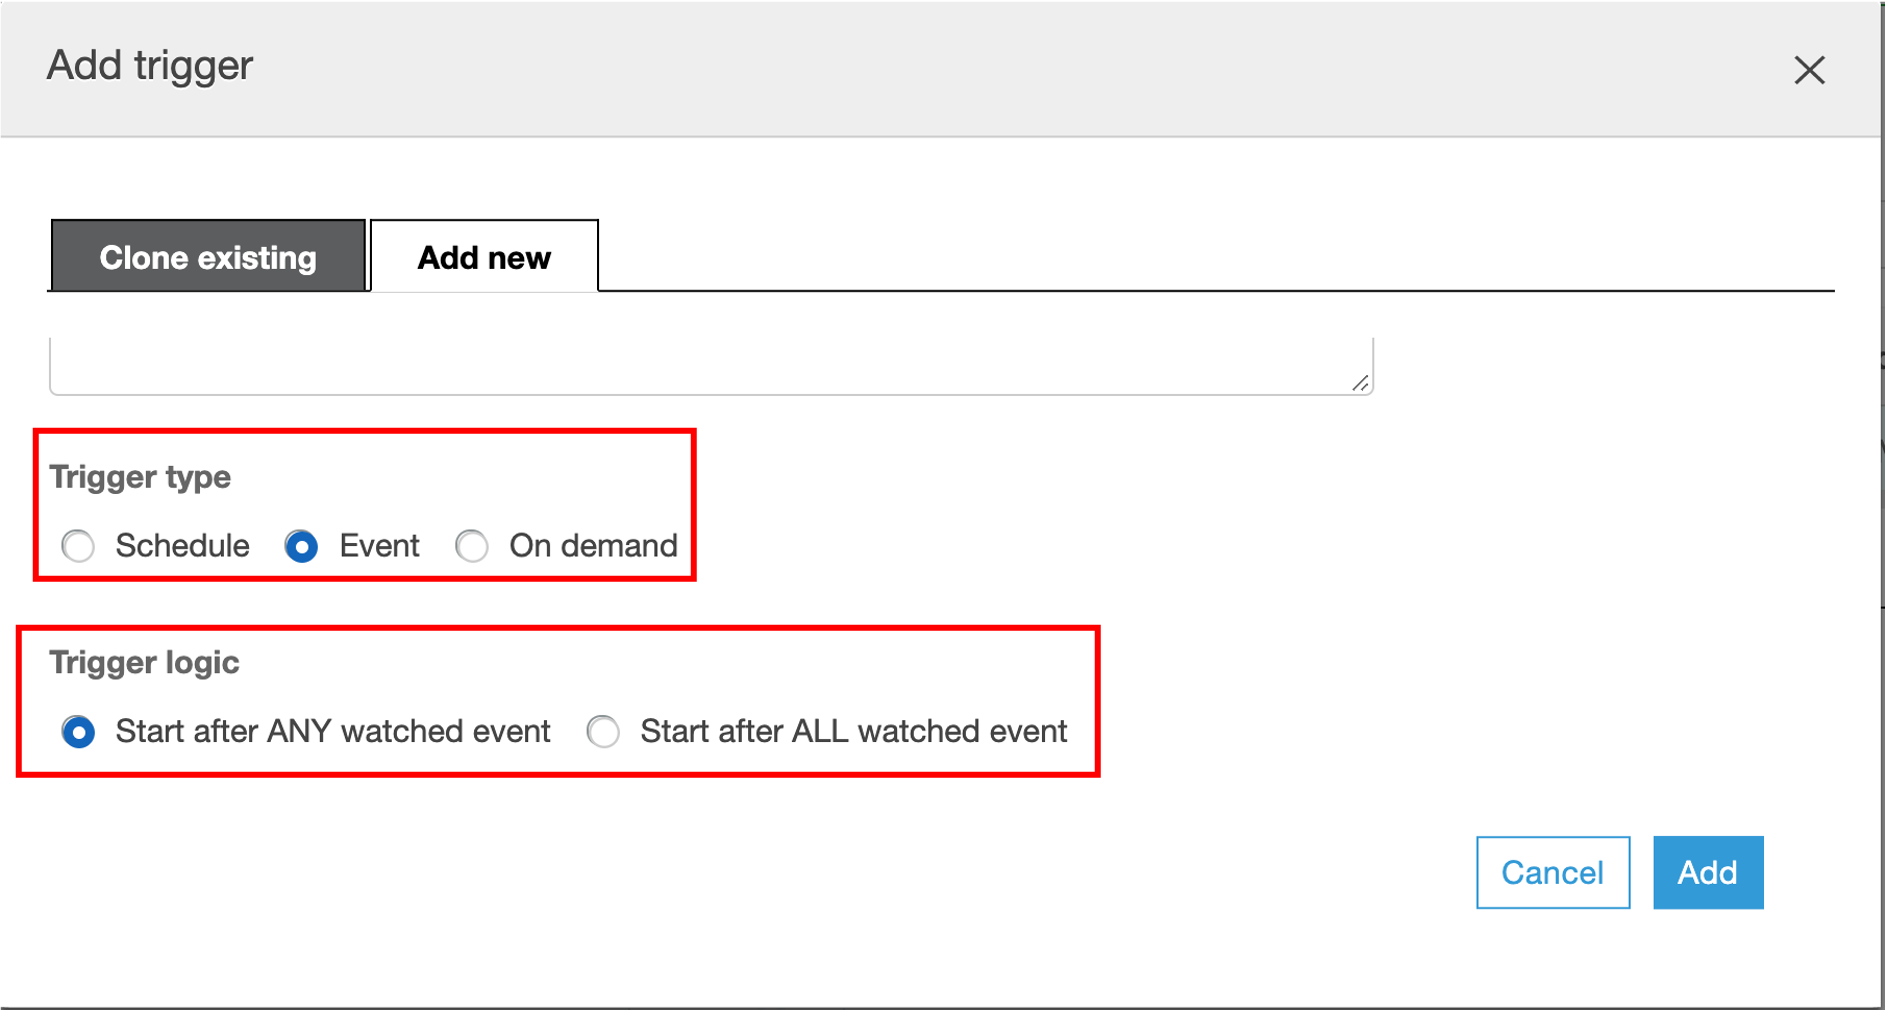 Add trigger
Clone existing Add new
Trigger type
Schedule Event On demand
Trigger logic
Start after ANY watched event Start after ALL watched event
Cancel Add